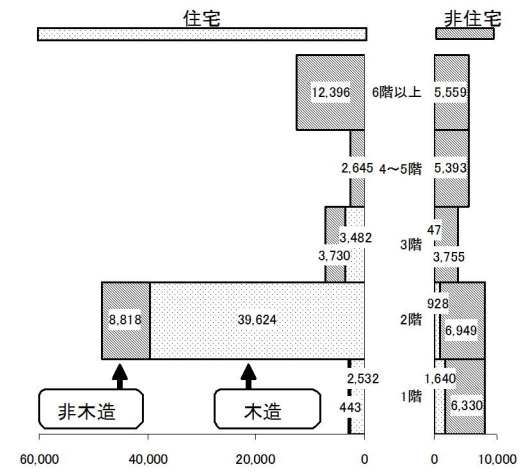 住宅
非住宅
12,396
6階以上
5,559
2,645
4～5階
5,393
3,482
3,730
3階
47
3,755
8,818
39,624
2階
928
6,949
2,532
443
1階
1,640
6,330
非木造
木造
60,000 40,000 20,000 0 0 10,000